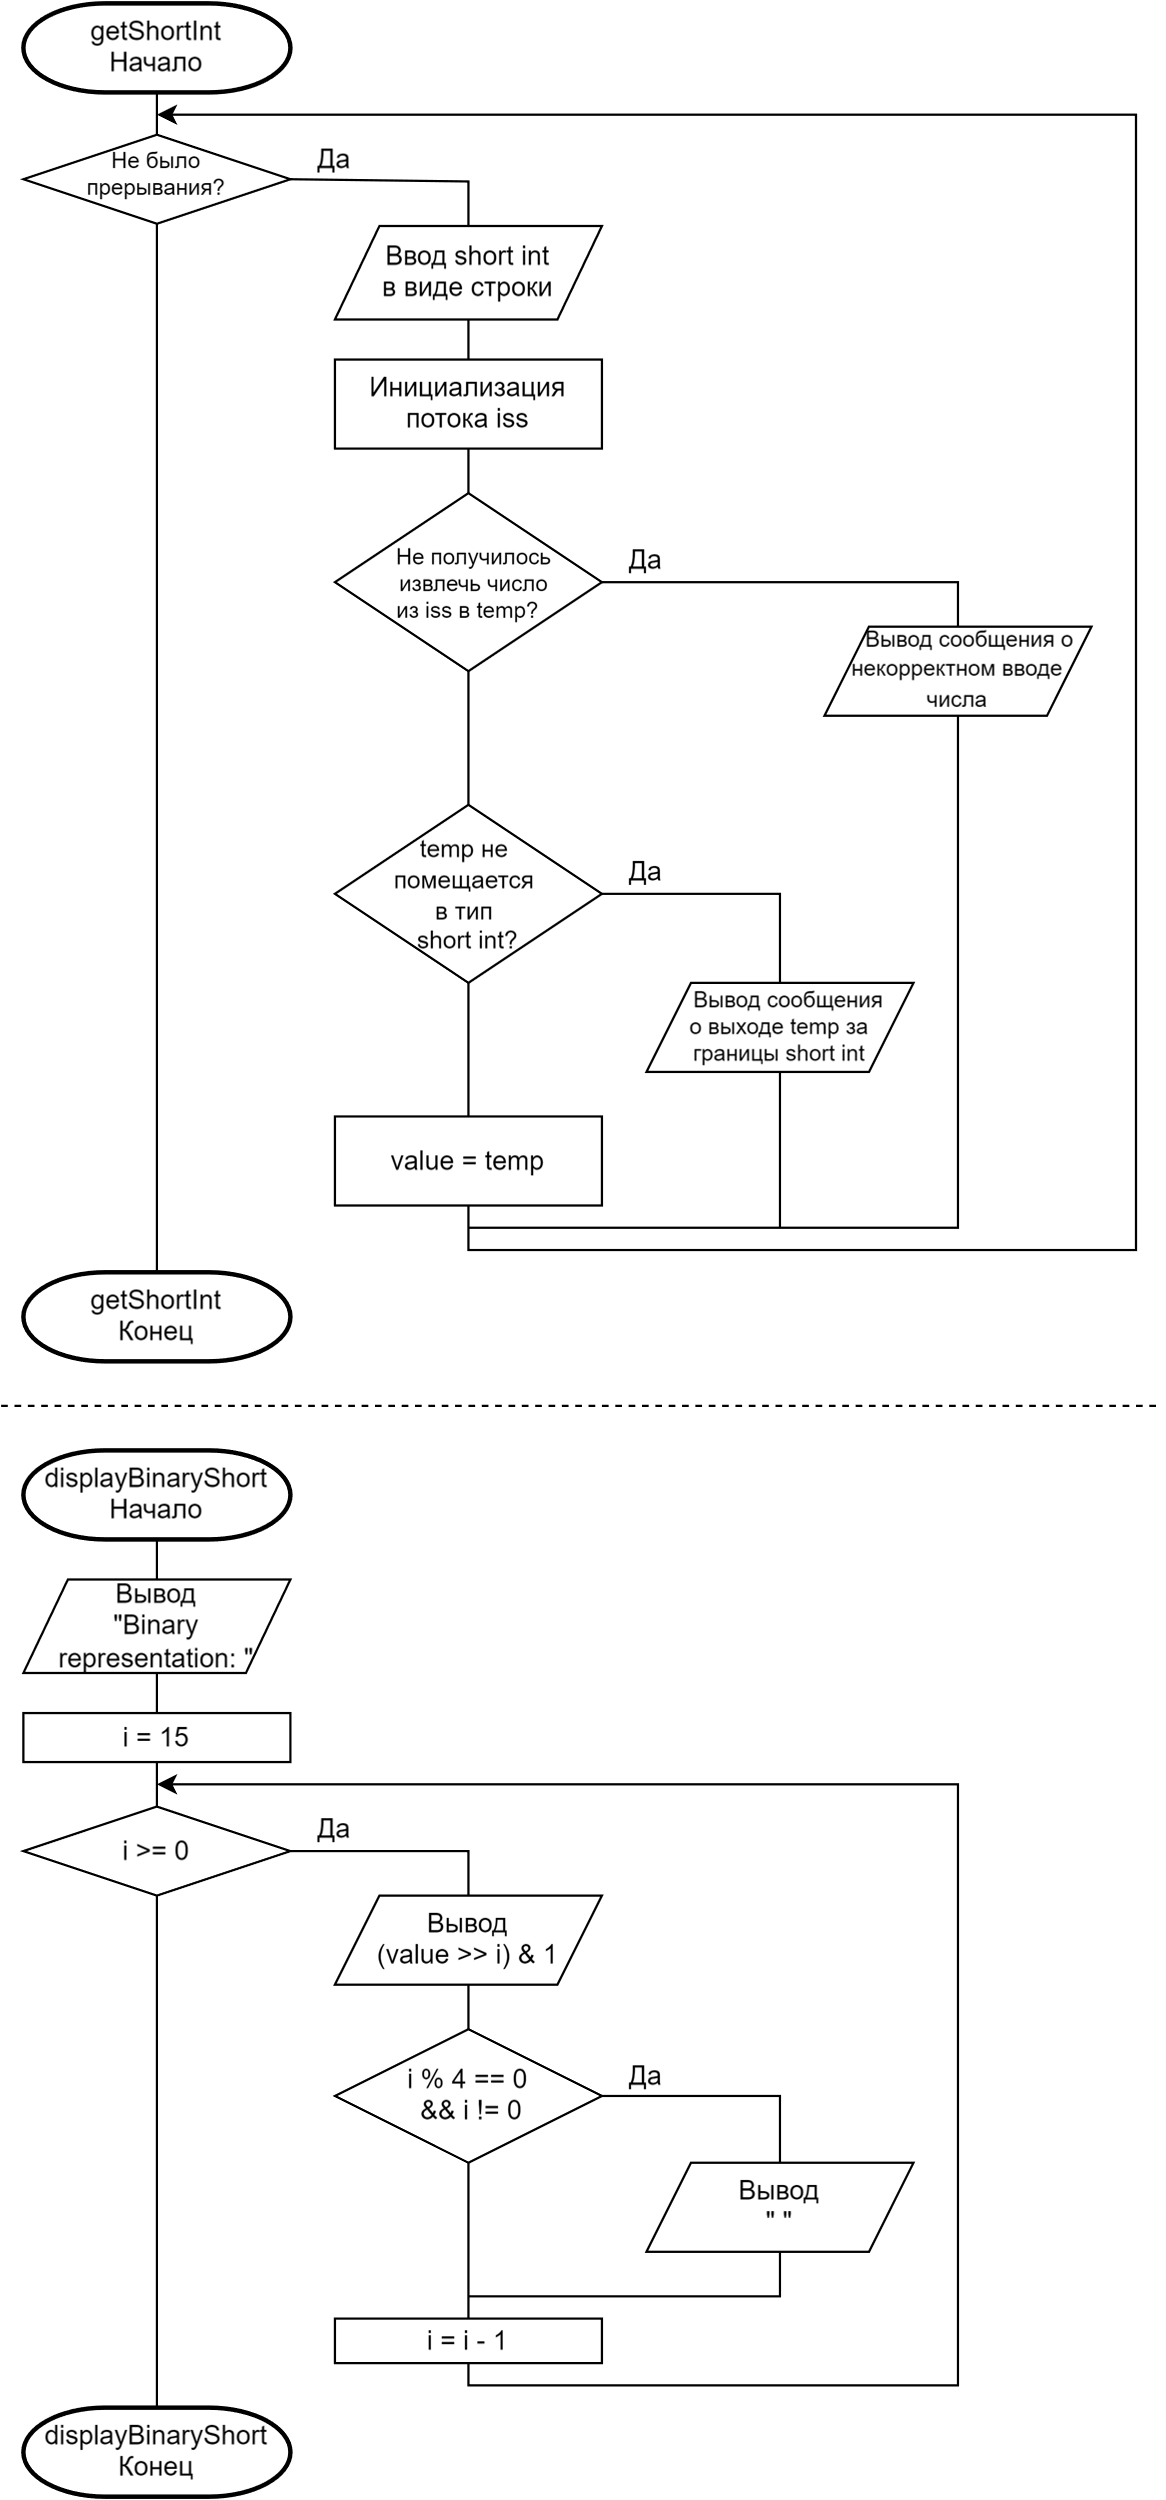 getShortInt
Начало
Не было
прерывания?
Да
Ввод short int
в виде строки
Инициализация
потока iss
Не получилось
извлечь число
из iss в temp?
Да
Вывод сообщения о
некорректном вводе
числа
temp не
помещается
в тип
short int?
Да
Вывод сообщения
о выходе temp за
границы short int
value = temp
getShortInt
Конец
displayBinaryShort
Начало
Вывод
"Binary
representation: "
i = 15
i >= 0
Да
Вывод
(value >> i) & 1
i % 4 == 0
&& i != 0
Да
Вывод
" "
i = i - 1
displayBinaryShort
Конец